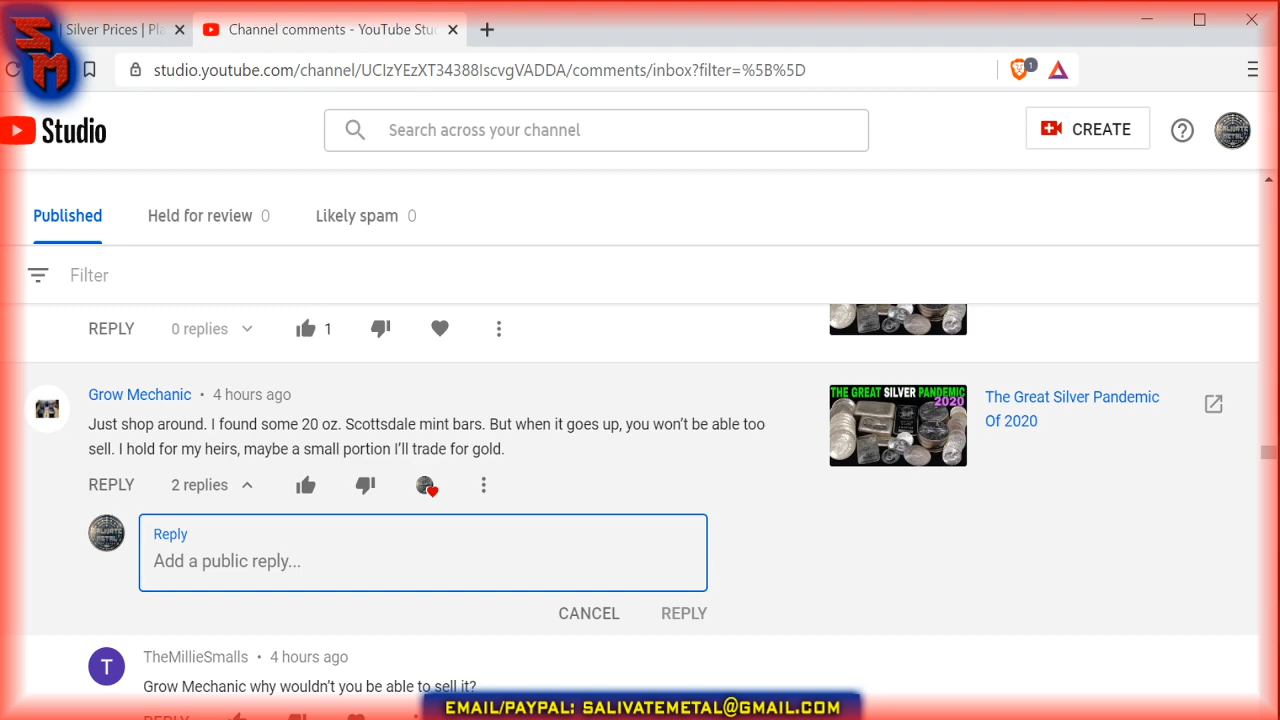 SM
Silver Prices | Pla
Channel comments - YouTube Stu
studio.youtube.com/channel/UCIzYEzXT34388IscvgVADDA/comments/inbox?filter=%5B%5D
1
Studio
Search across your channel
CREATE
Published
Held for review 0
Likely spam 0
Filter
REPLY
0 replies
1
Grow Mechanic • 4 hours ago
Just shop around. I found some 20 oz. Scottsdale mint bars. But when it goes up, you won't be able too
sell. I hold for my heirs, maybe a small portion I'll trade for gold.
THE GREAT SILVER PANDEMIC
2020
The Great Silver Pandemic
Of 2020
REPLY
2 replies
SALIVATE
METAL
Reply
Add a public reply...
CANCEL
REPLY
T
TheMillieSmalls • 4 hours ago
Grow Mechanic why wouldn't you be able to sell it?
REPLY
EMAIL/PAYPAL: SALIVATEMETAL@GMAIL.COM